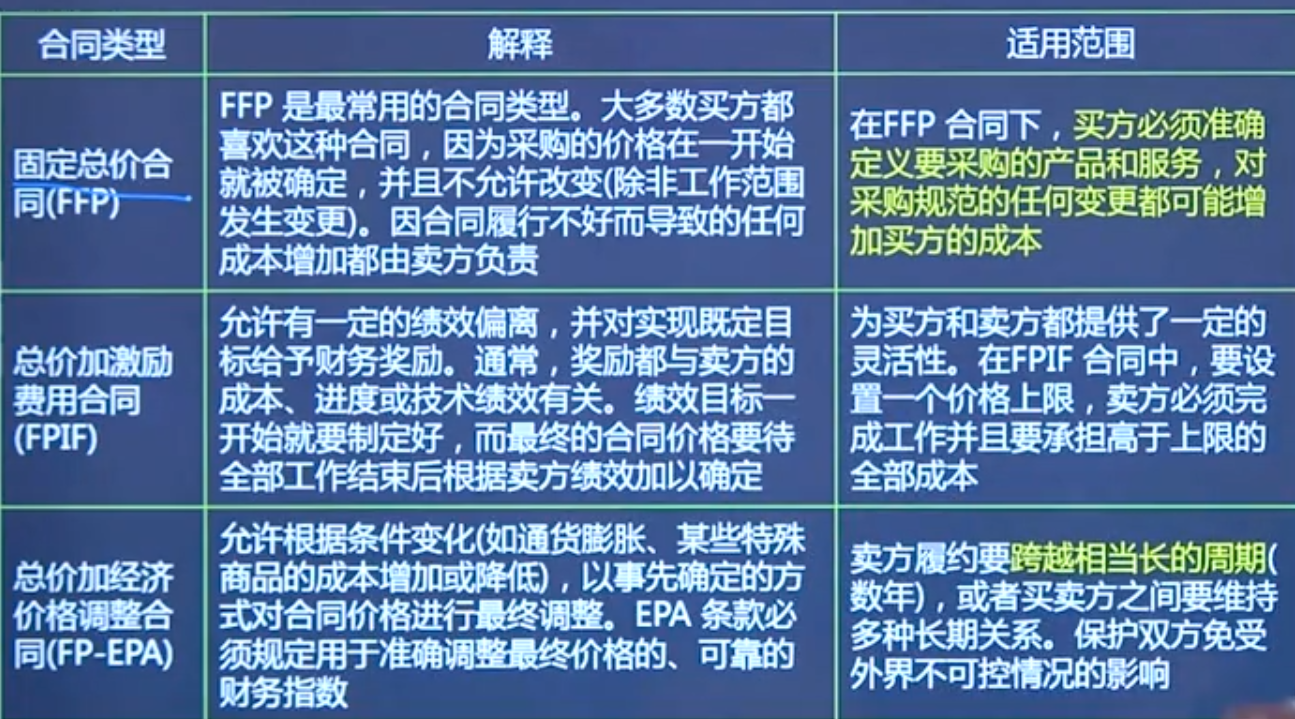 合同类型
解释
适用范围
固定总价合
同(FFP)
FFP 是最常用的合同类型。大多数买方都
喜欢这种合同，因为采购的价格在一开始
就被确定，并且不允许改变(除非工作范围
发生变更)。因合同履行不好而导致的任何
成本增加都由卖方负责
在FFP 合同下，买方必须准确
定义要采购的产品和服务，对
采购规范的任何变更都可能增
加买方的成本
总价加激励
费用合同
(FPIF)
允许有一定的绩效偏离，并对实现既定目
标给予财务奖励。通常，奖励都与卖方的
成本、进度或技术绩效有关。绩效目标一
开始就要制定好，而最终的合同价格要待
全部工作结束后根据卖方绩效加以确定
为买方和卖方都提供了一定的
灵活性。在FPIF 合同中，要设
置一个价格上限，卖方必须完
成工作并且要承担高于上限的
全部成本
总价加经济
价格调整合
同(FP-EPA)
允许根据条件变化(如通货膨胀、某些特殊
商品的成本增加或降低)，以事先确定的方
式对合同价格进行最终调整。EPA 条款必
须规定用于准确调整最终价格的、可靠的
财务指数
卖方履约要跨越相当长的周期(
数年)，或者买卖方之间要维持
多种长期关系。保护双方免受
外界不可控情况的影响